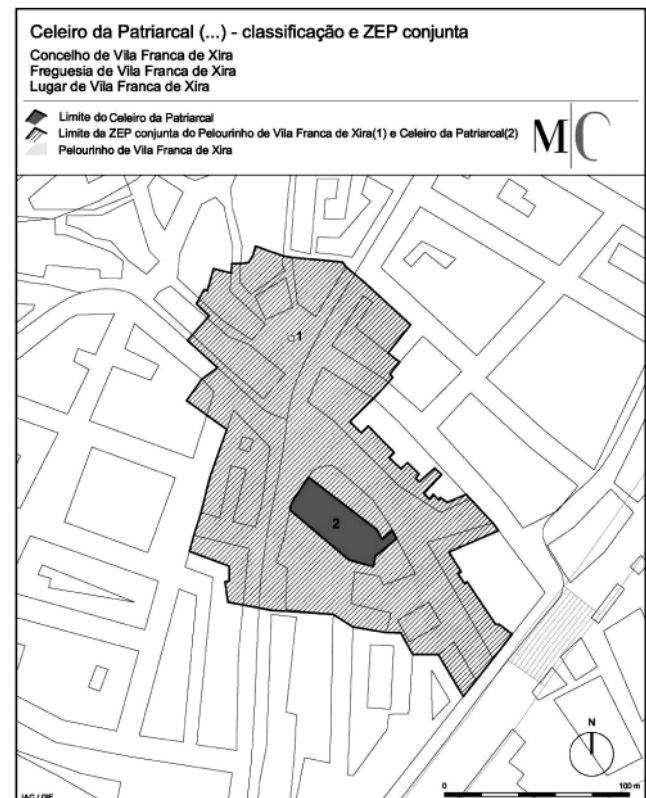 Celeiro da Patriarcal (...) - classificação e ZEP conjunta
Concelho de Vila Franca de Xira
Freguesia de Vila Franca de Xira
Lugar de Vila Franca de Xira
Limite do Celeiro da Patriarcal
Limite da ZEP conjunta do Pelourinho de Vila Franca de Xira(1) e Celeiro da Patriarcal(2)
Pelourinho de Vila Franca de Xira
M|C
1
2
N
0 100 m